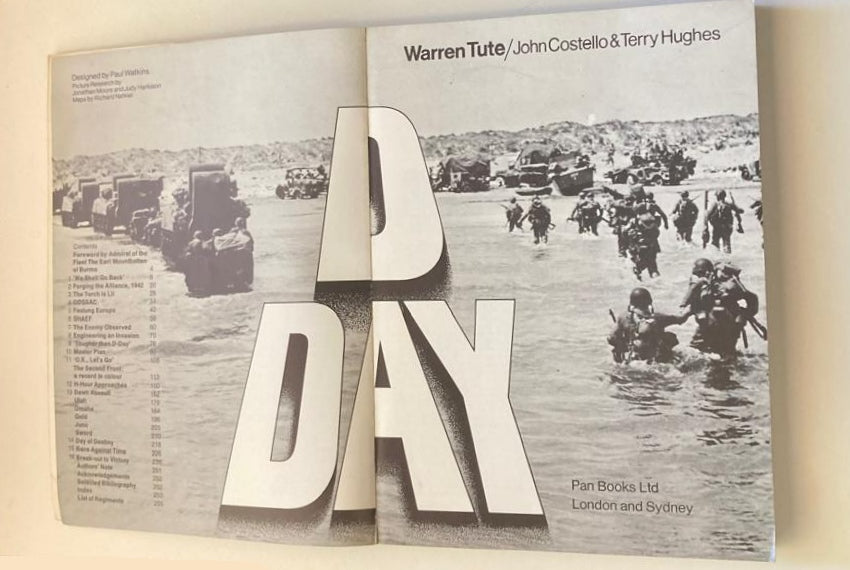 Designed by Paul Watkins
Picture Research by
Jonathan Moore and Judy Harkison
Maps by Richard Natkiel
Contents
Foreword by Admiral of the
Fleet The Earl Mountbatten
of Burma 4
1 'We Shall Go Back' 6
2 Forging the Alliance, 1942
3 The Torch is Lit
4 COSSAC
5 Festung Europa
6 SHAEF
7 The Enemy Observed
8 Engineering an Invasion
9 'Tougher than D-Day'
10 Master Plan
11 'O.K., Let's Go'
The Second Front,
a record in colour
12 H-Hour Approaches
13 Dawn Assault
Utah
Omaha
Gold
Juno
Sword
14 Day of Destiny
15 Race Against Time
16 Break-out to Victory
Authors' Note
Acknowledgements
Selected Bibliography
Index
List of Regiments
Warren Tute/John Costello & Terry Hughes
D
DAY
Pan Books Ltd
London and Sydney